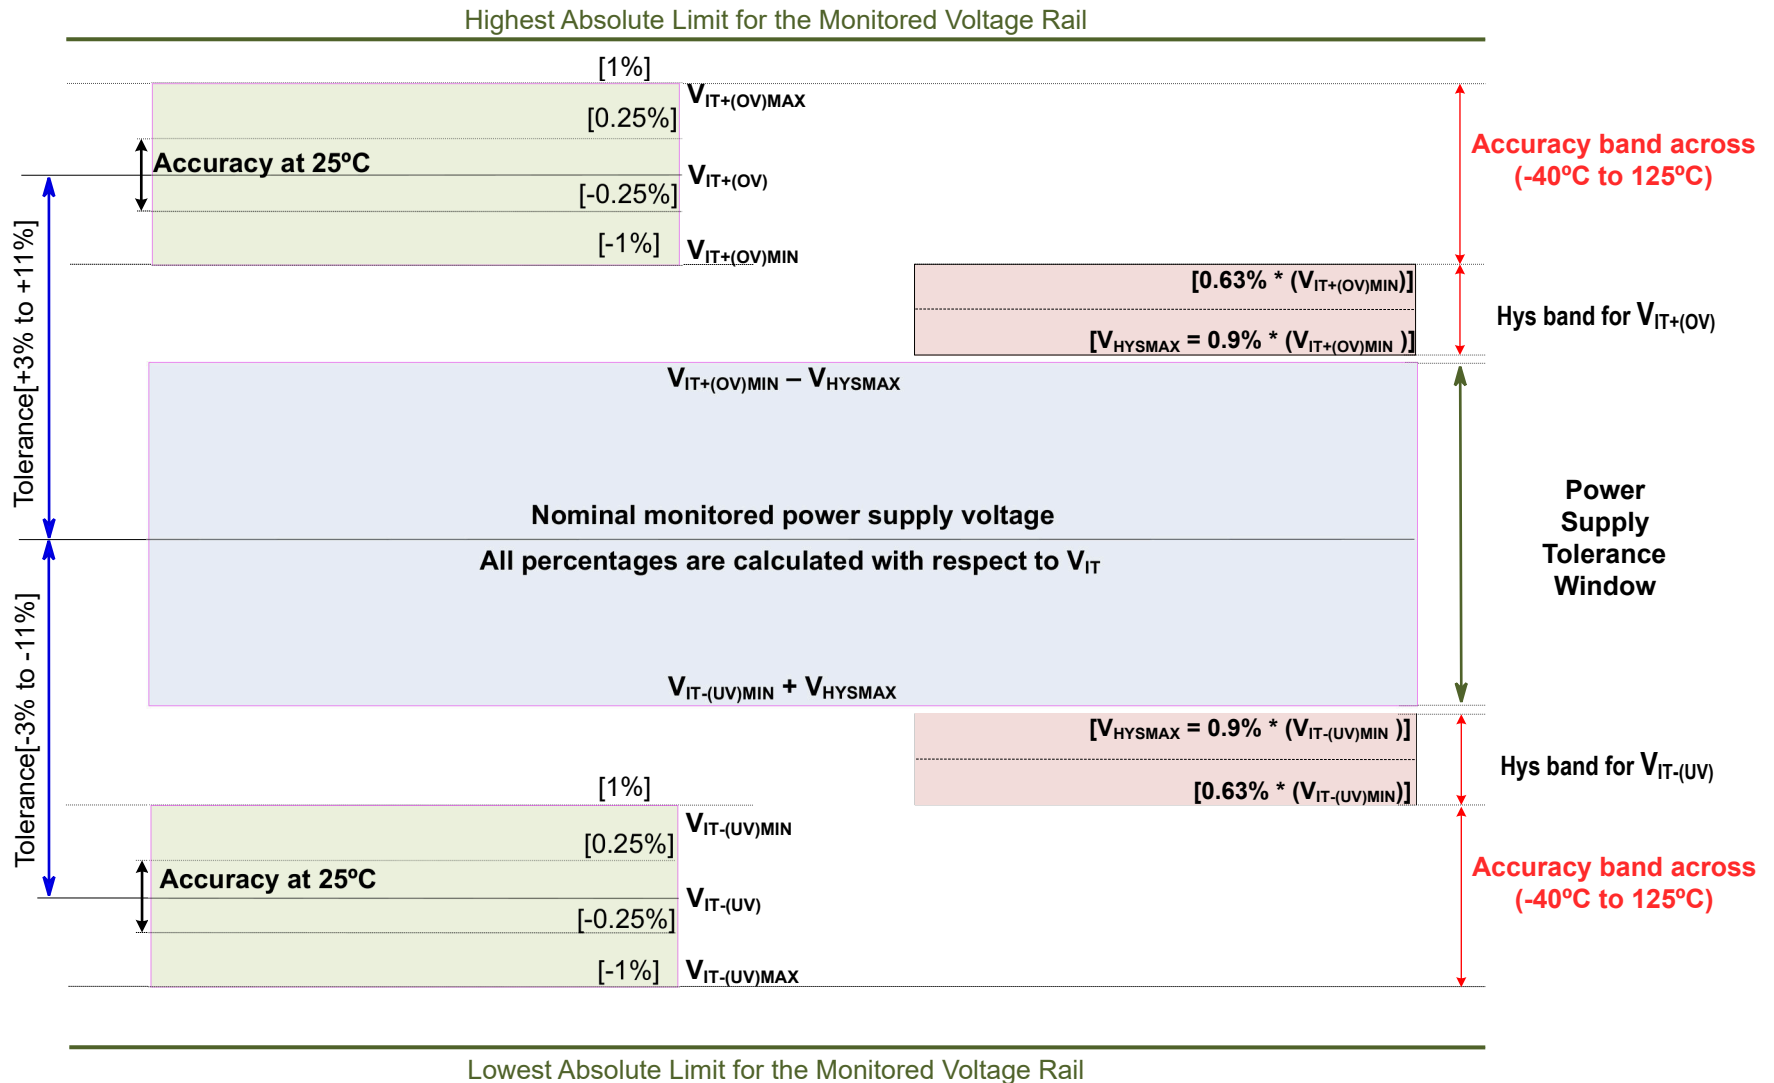 Highest Absolute Limit for the Monitored Voltage Rail
[1%]
VIT+(OV)MAX
[0.25%]
Accuracy at 25ºC
VIT+(OV)
[-0.25%]
[-1%]
VIT+(OV)MIN
Accuracy band across
(-40ºC to 125ºC)
Tolerance[+3% to +11%]
[0.63% * (VIT+(OV)MIN)]
[VHYSMAX = 0.9% * (VIT+(OV)MIN )]
Hys band for VIT+(OV)
VIT+(OV)MIN – VHYSMAX
Nominal monitored power supply voltage
All percentages are calculated with respect to VIT
Power
Supply
Tolerance
Window
VIT-(UV)MIN + VHYSMAX
Tolerance[-3% to -11%]
[VHYSMAX = 0.9% * (VIT-(UV)MIN )]
[0.63% * (VIT-(UV)MIN)]
Hys band for VIT-(UV)
[1%]
VIT-(UV)MIN
[0.25%]
Accuracy at 25ºC
VIT-(UV)
[-0.25%]
[-1%]
VIT-(UV)MAX
Accuracy band across
(-40ºC to 125ºC)
Lowest Absolute Limit for the Monitored Voltage Rail